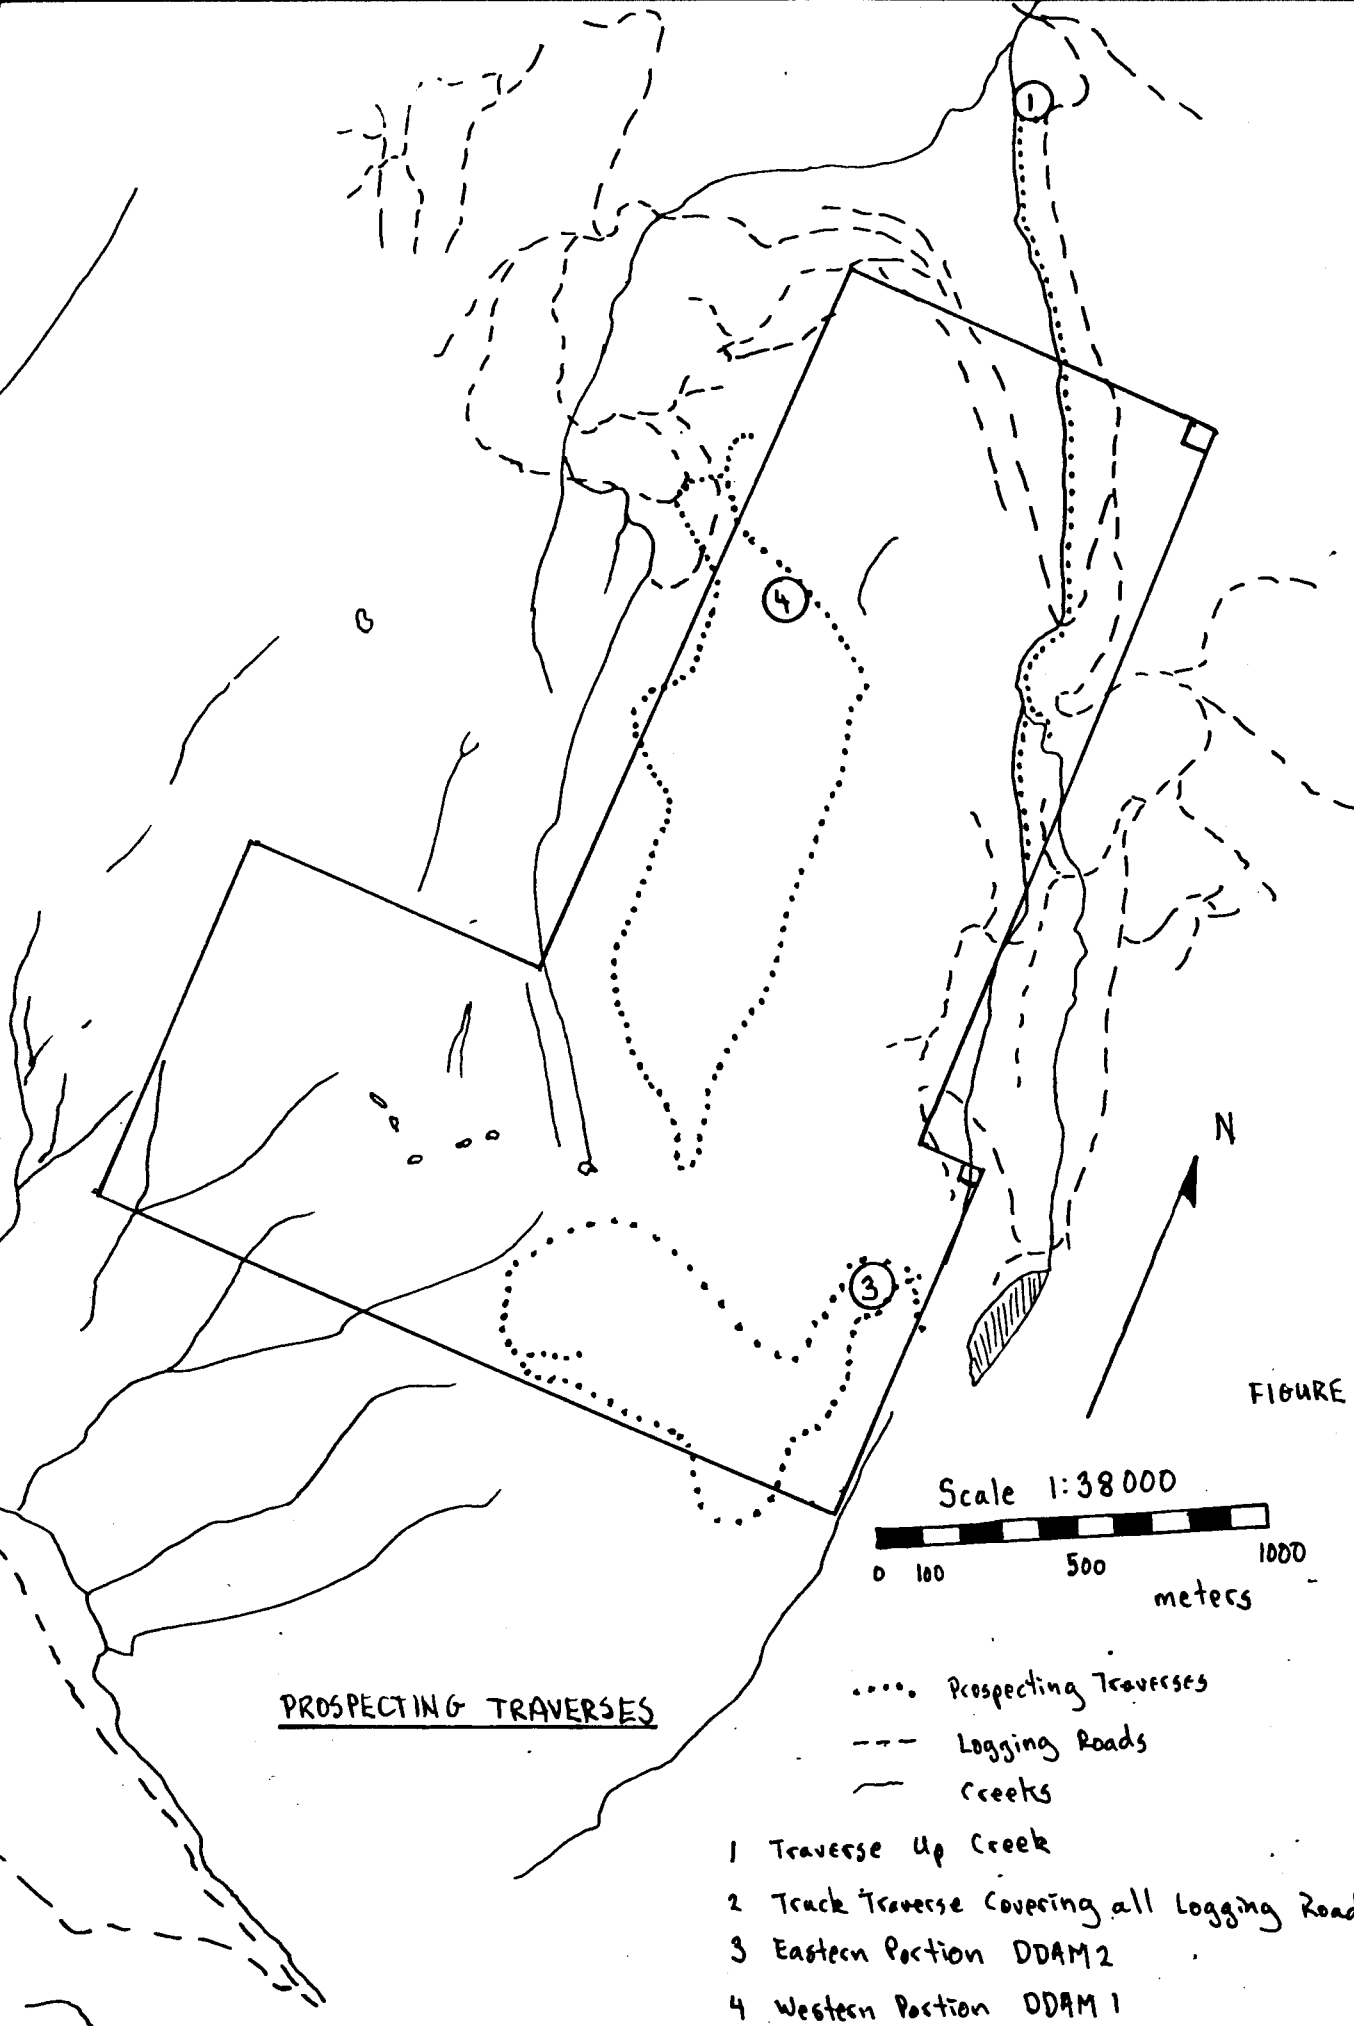 1
4
N
3
FIGURE
Scale 1:38000
0 100 500 1000
meters
Prospecting Traverses
Logging Roads
Creeks
PROSPECTING TRAVERSES
1 Traverse Up Creek
2 Truck Traverse Covering all Logging Road
3 Eastern Portion DDAM2
4 Western Portion DDAM 1